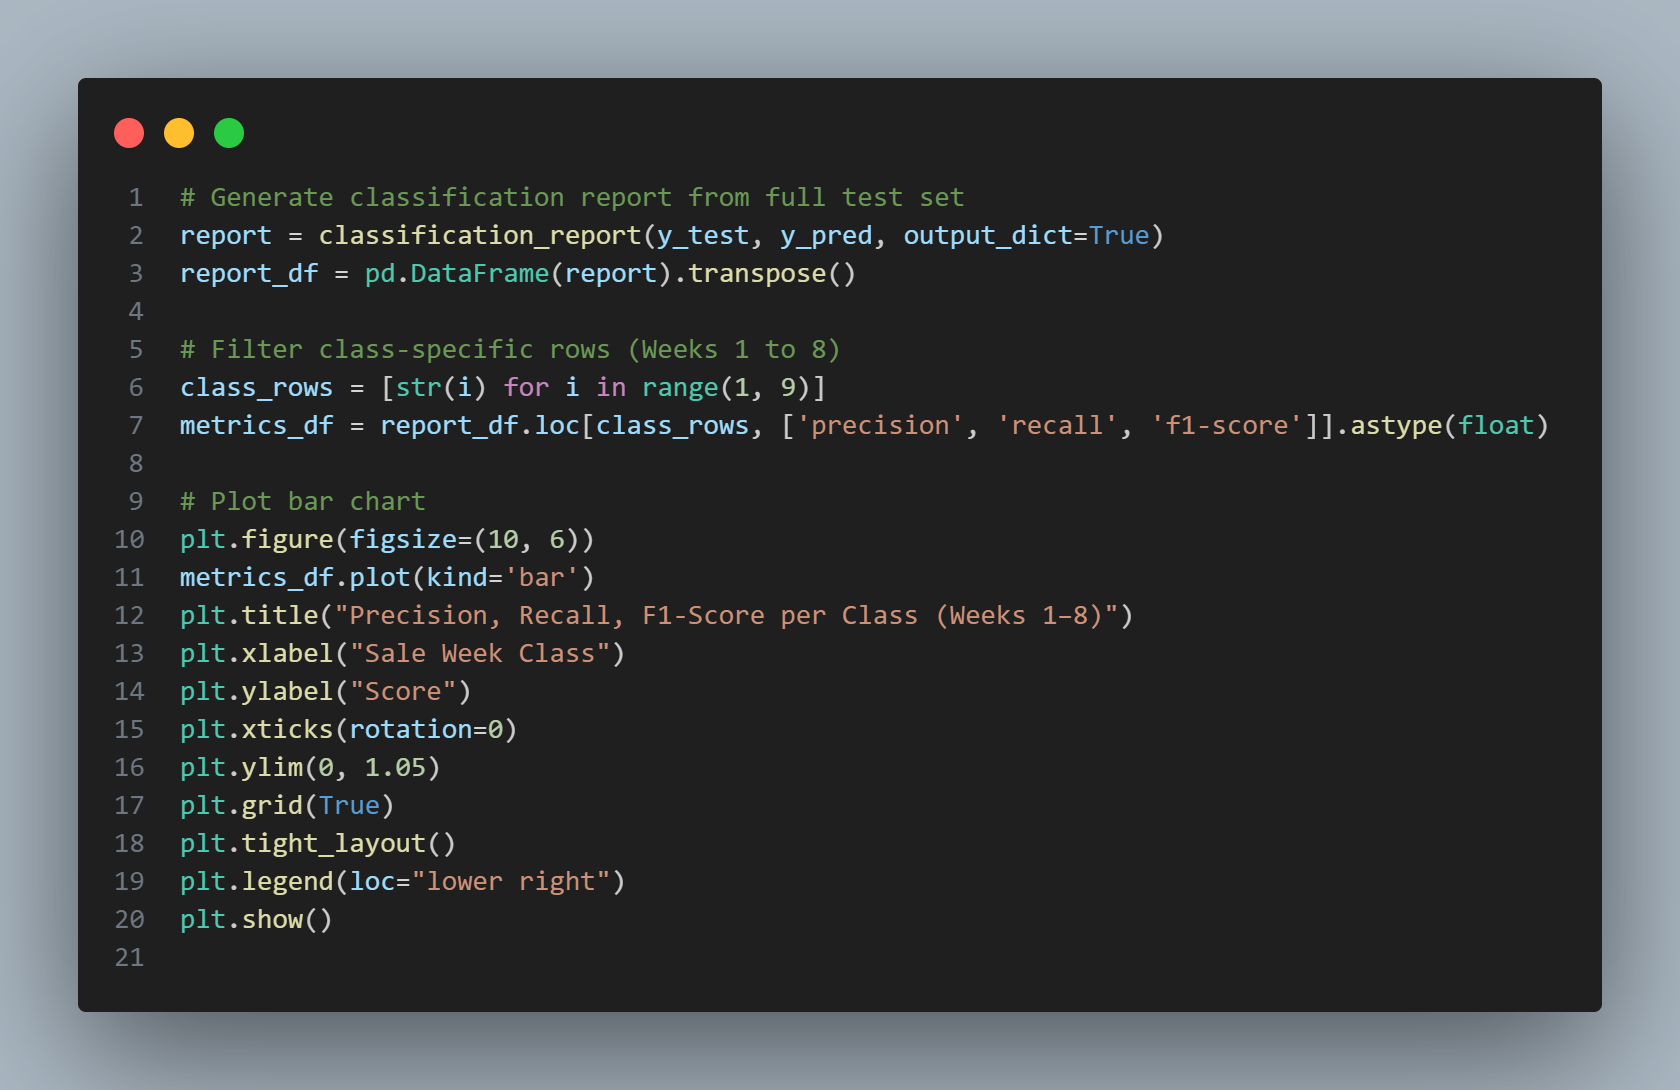 1 # Generate classification report from full test set
2 report = classification_report(y_test, y_pred, output_dict=True)
3 report_df = pd.DataFrame(report).transpose()
4
5 # Filter class-specific rows (Weeks 1 to 8)
6 class_rows = [str(i) for i in range(1, 9)]
7 metrics_df = report_df.loc[class_rows, ['precision', 'recall', 'f1-score']].astype(float)
8
9 # Plot bar chart
10 plt.figure(figsize=(10, 6))
11 metrics_df.plot(kind='bar')
12 plt.title("Precision, Recall, F1-Score per Class (Weeks 1–8)")
13 plt.xlabel("Sale Week Class")
14 plt.ylabel("Score")
15 plt.xticks(rotation=0)
16 plt.ylim(0, 1.05)
17 plt.grid(True)
18 plt.tight_layout()
19 plt.legend(loc="lower right")
20 plt.show()
21